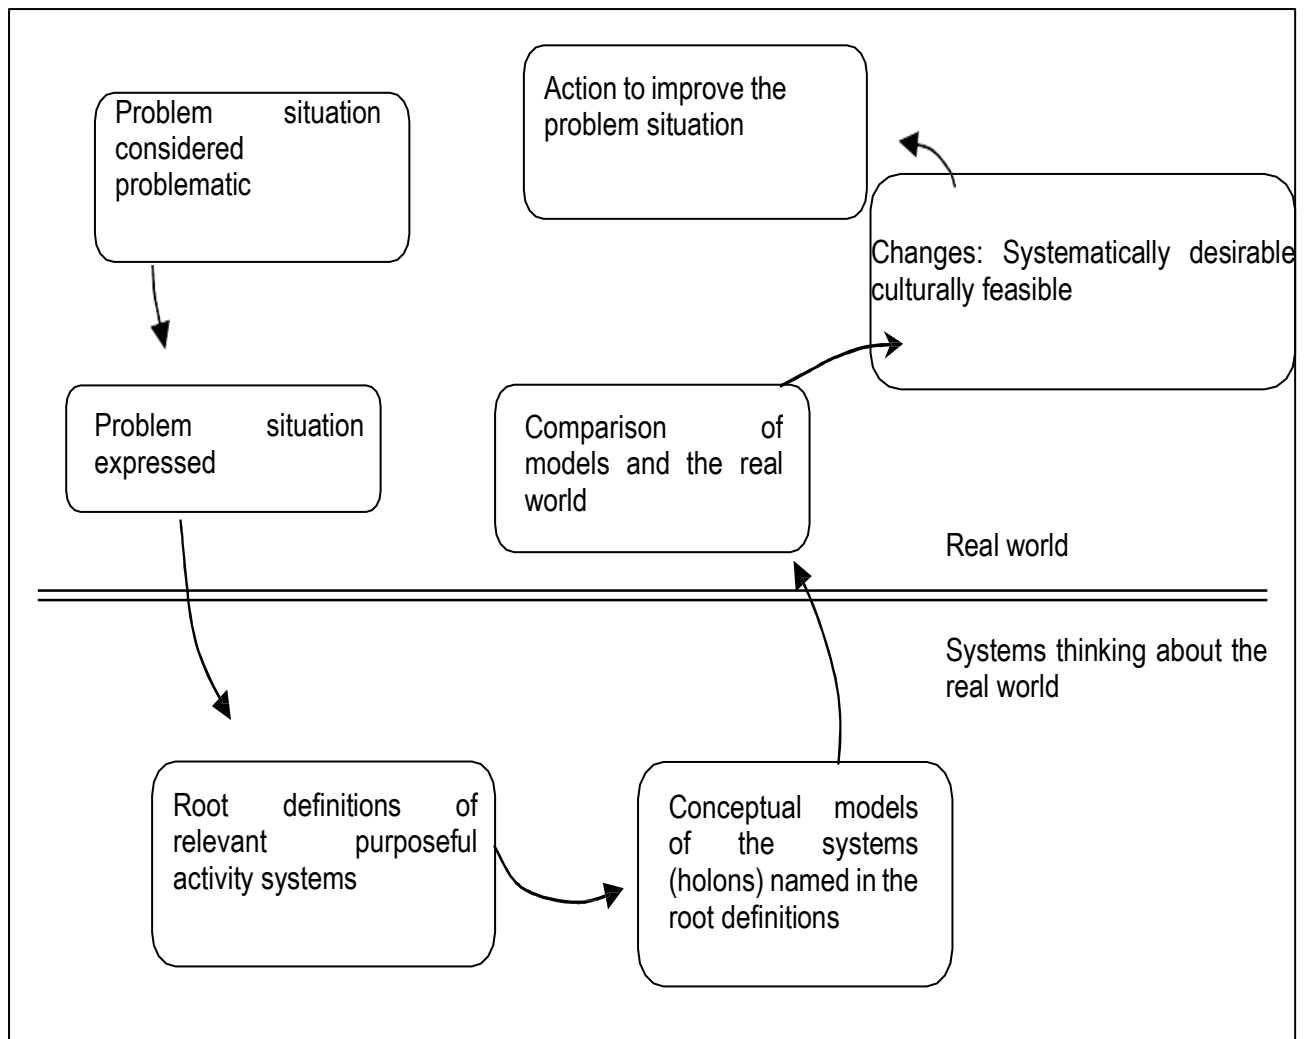 Problem situation
considered
problematic
Action to improve the
problem situation
Changes: Systematically desirable
culturally feasible
Problem situation
expressed
Comparison of
models and the real
world
Real world
Systems thinking about the
real world
Root definitions of
relevant purposeful
activity systems
Conceptual models
of the systems
(holons) named in the
root definitions